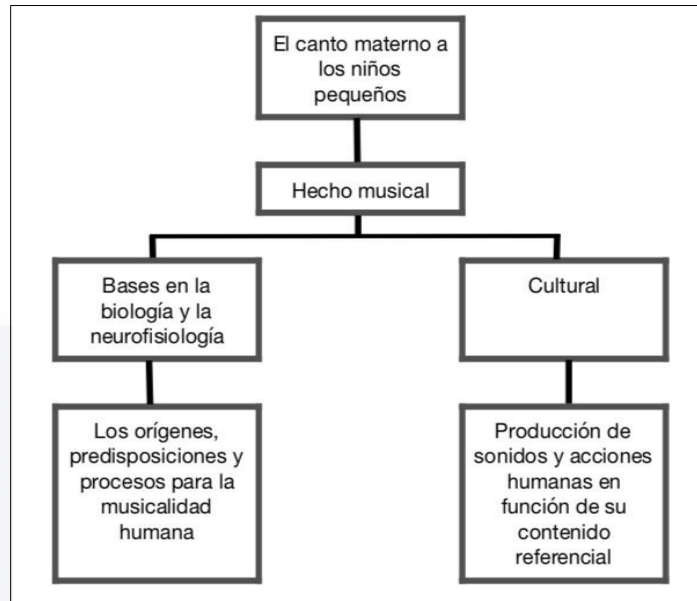 El canto materno a
los niños
pequeños
Hecho musical
Bases en la
biología y la
neurofisiología
Cultural
Los orígenes,
predisposiciones y
procesos para la
musicalidad
humana
Producción de
sonidos y acciones
humanas en
función de su
contenido
referencial